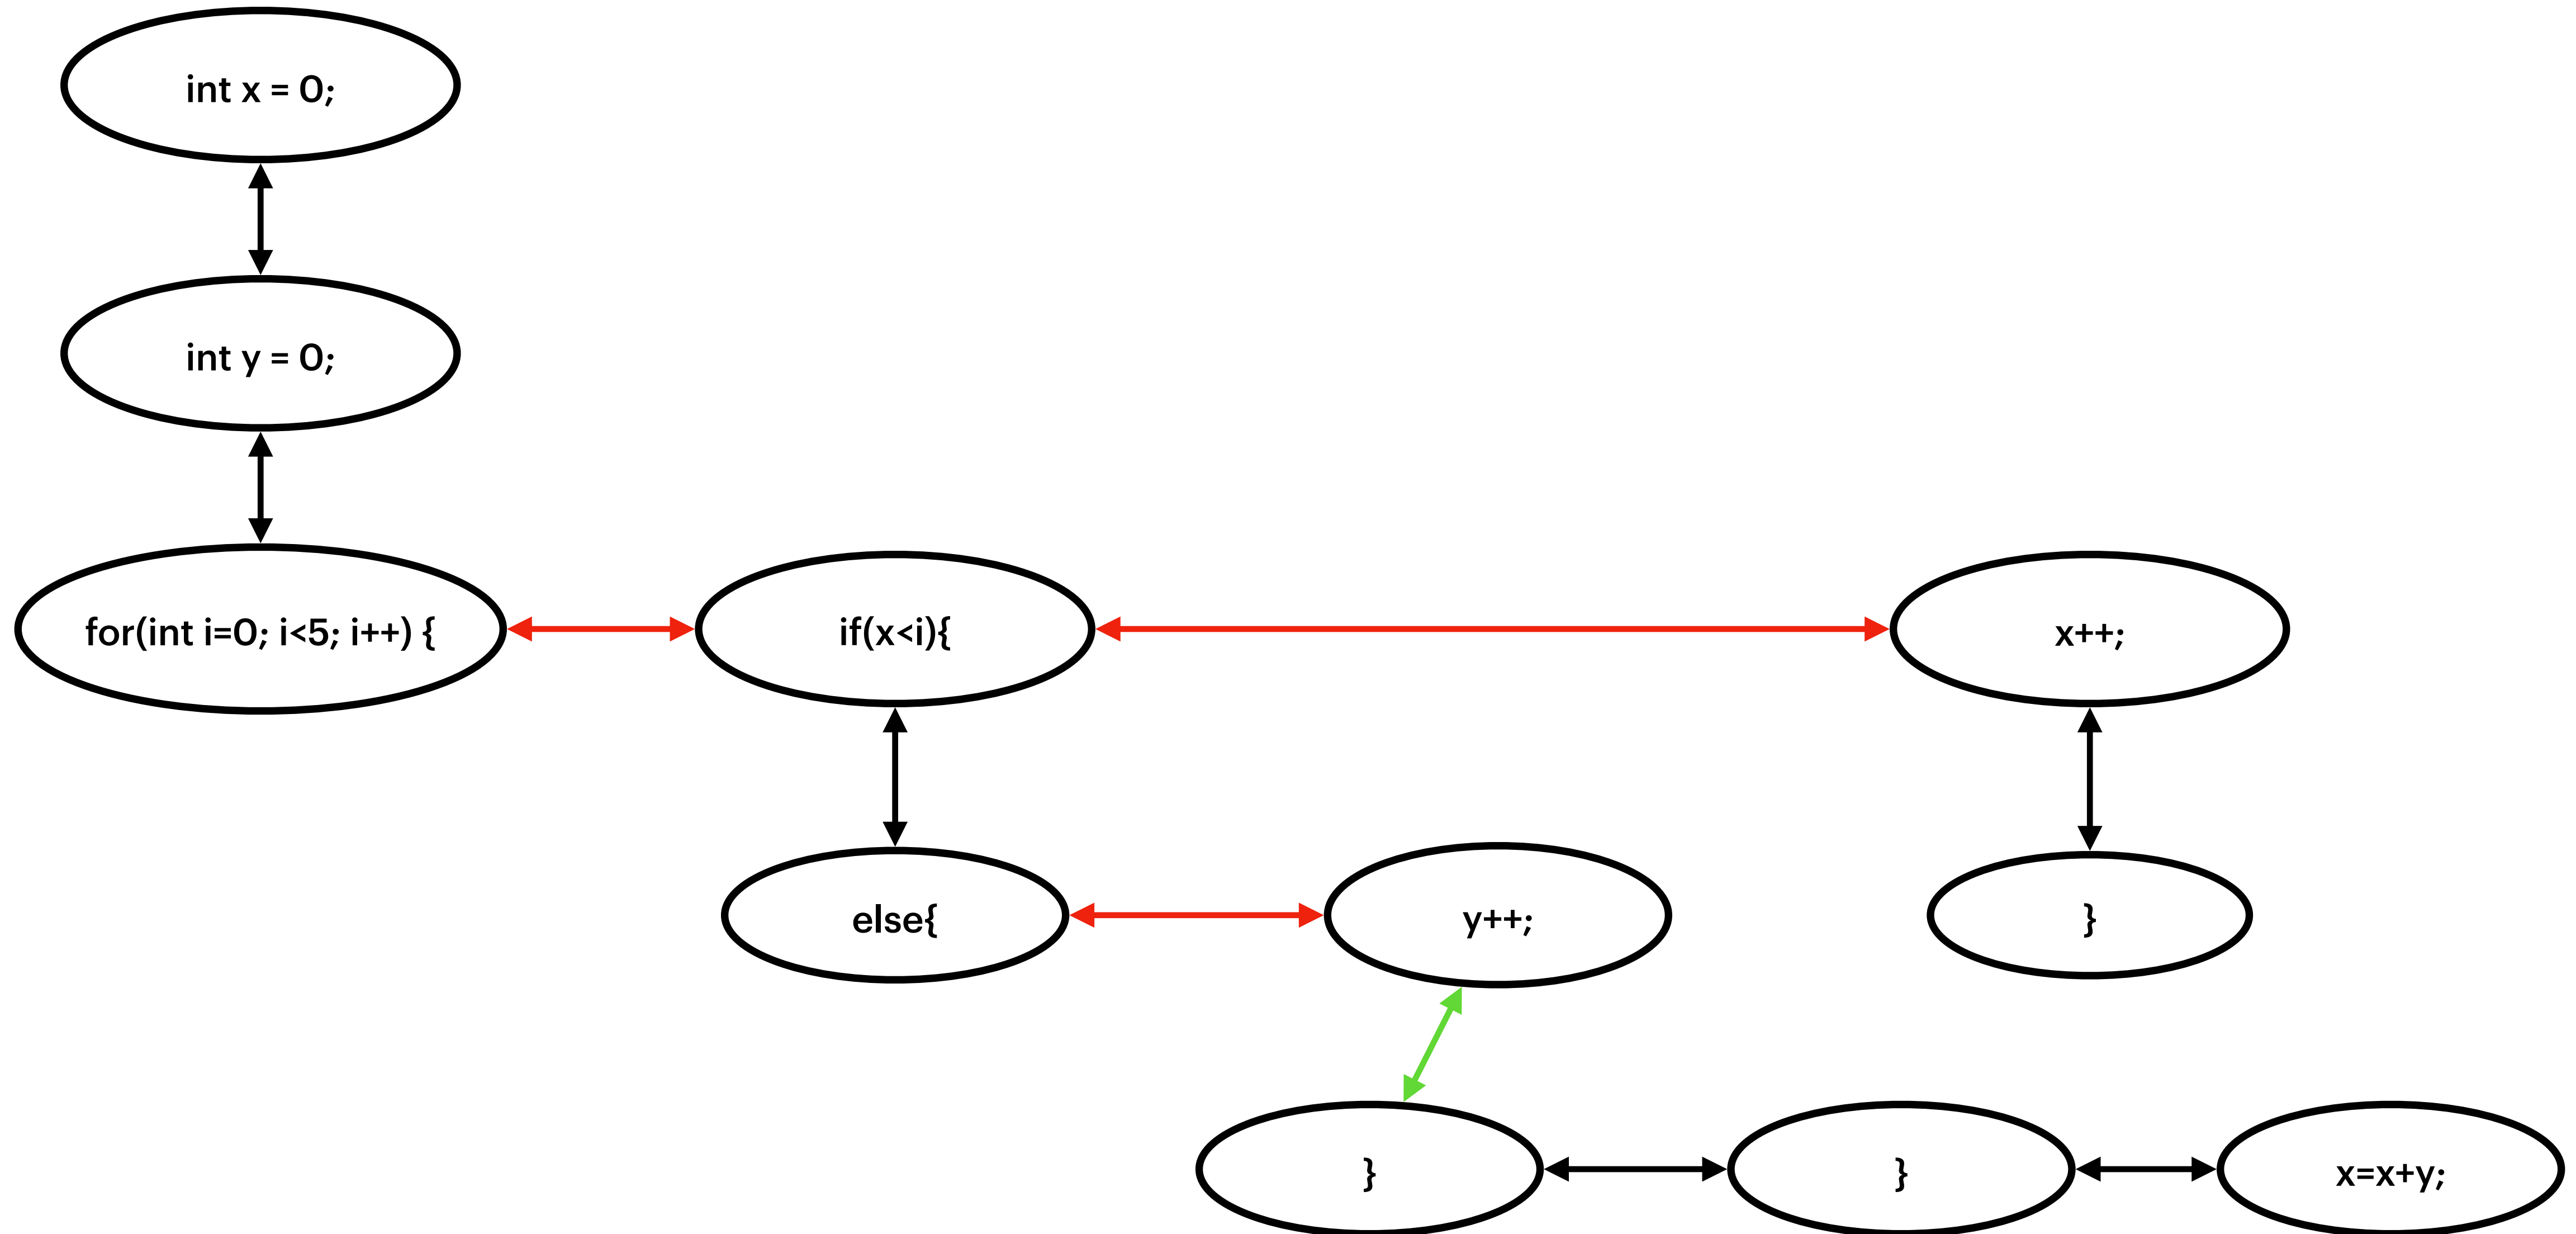 int x = 0;
int y = 0;
for(int i=0; i<5; i++) {
if(x<i){
x++;
else{
y++;
}
}
}
x=x+y;